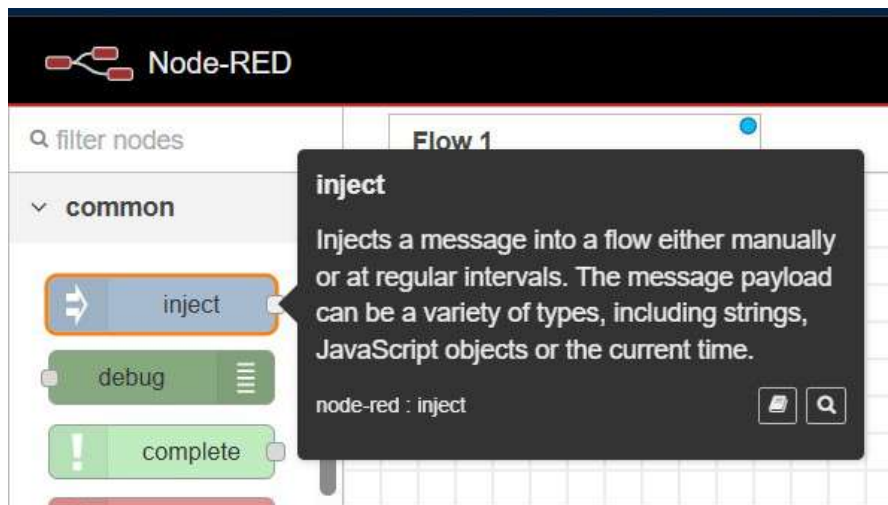 Node-RED
filter nodes
Flow 1
common
inject
Injects a message into a flow either manually
or at regular intervals. The message payload
can be a variety of types, including strings,
JavaScript objects or the current time.
node-red : inject
inject
debug
complete